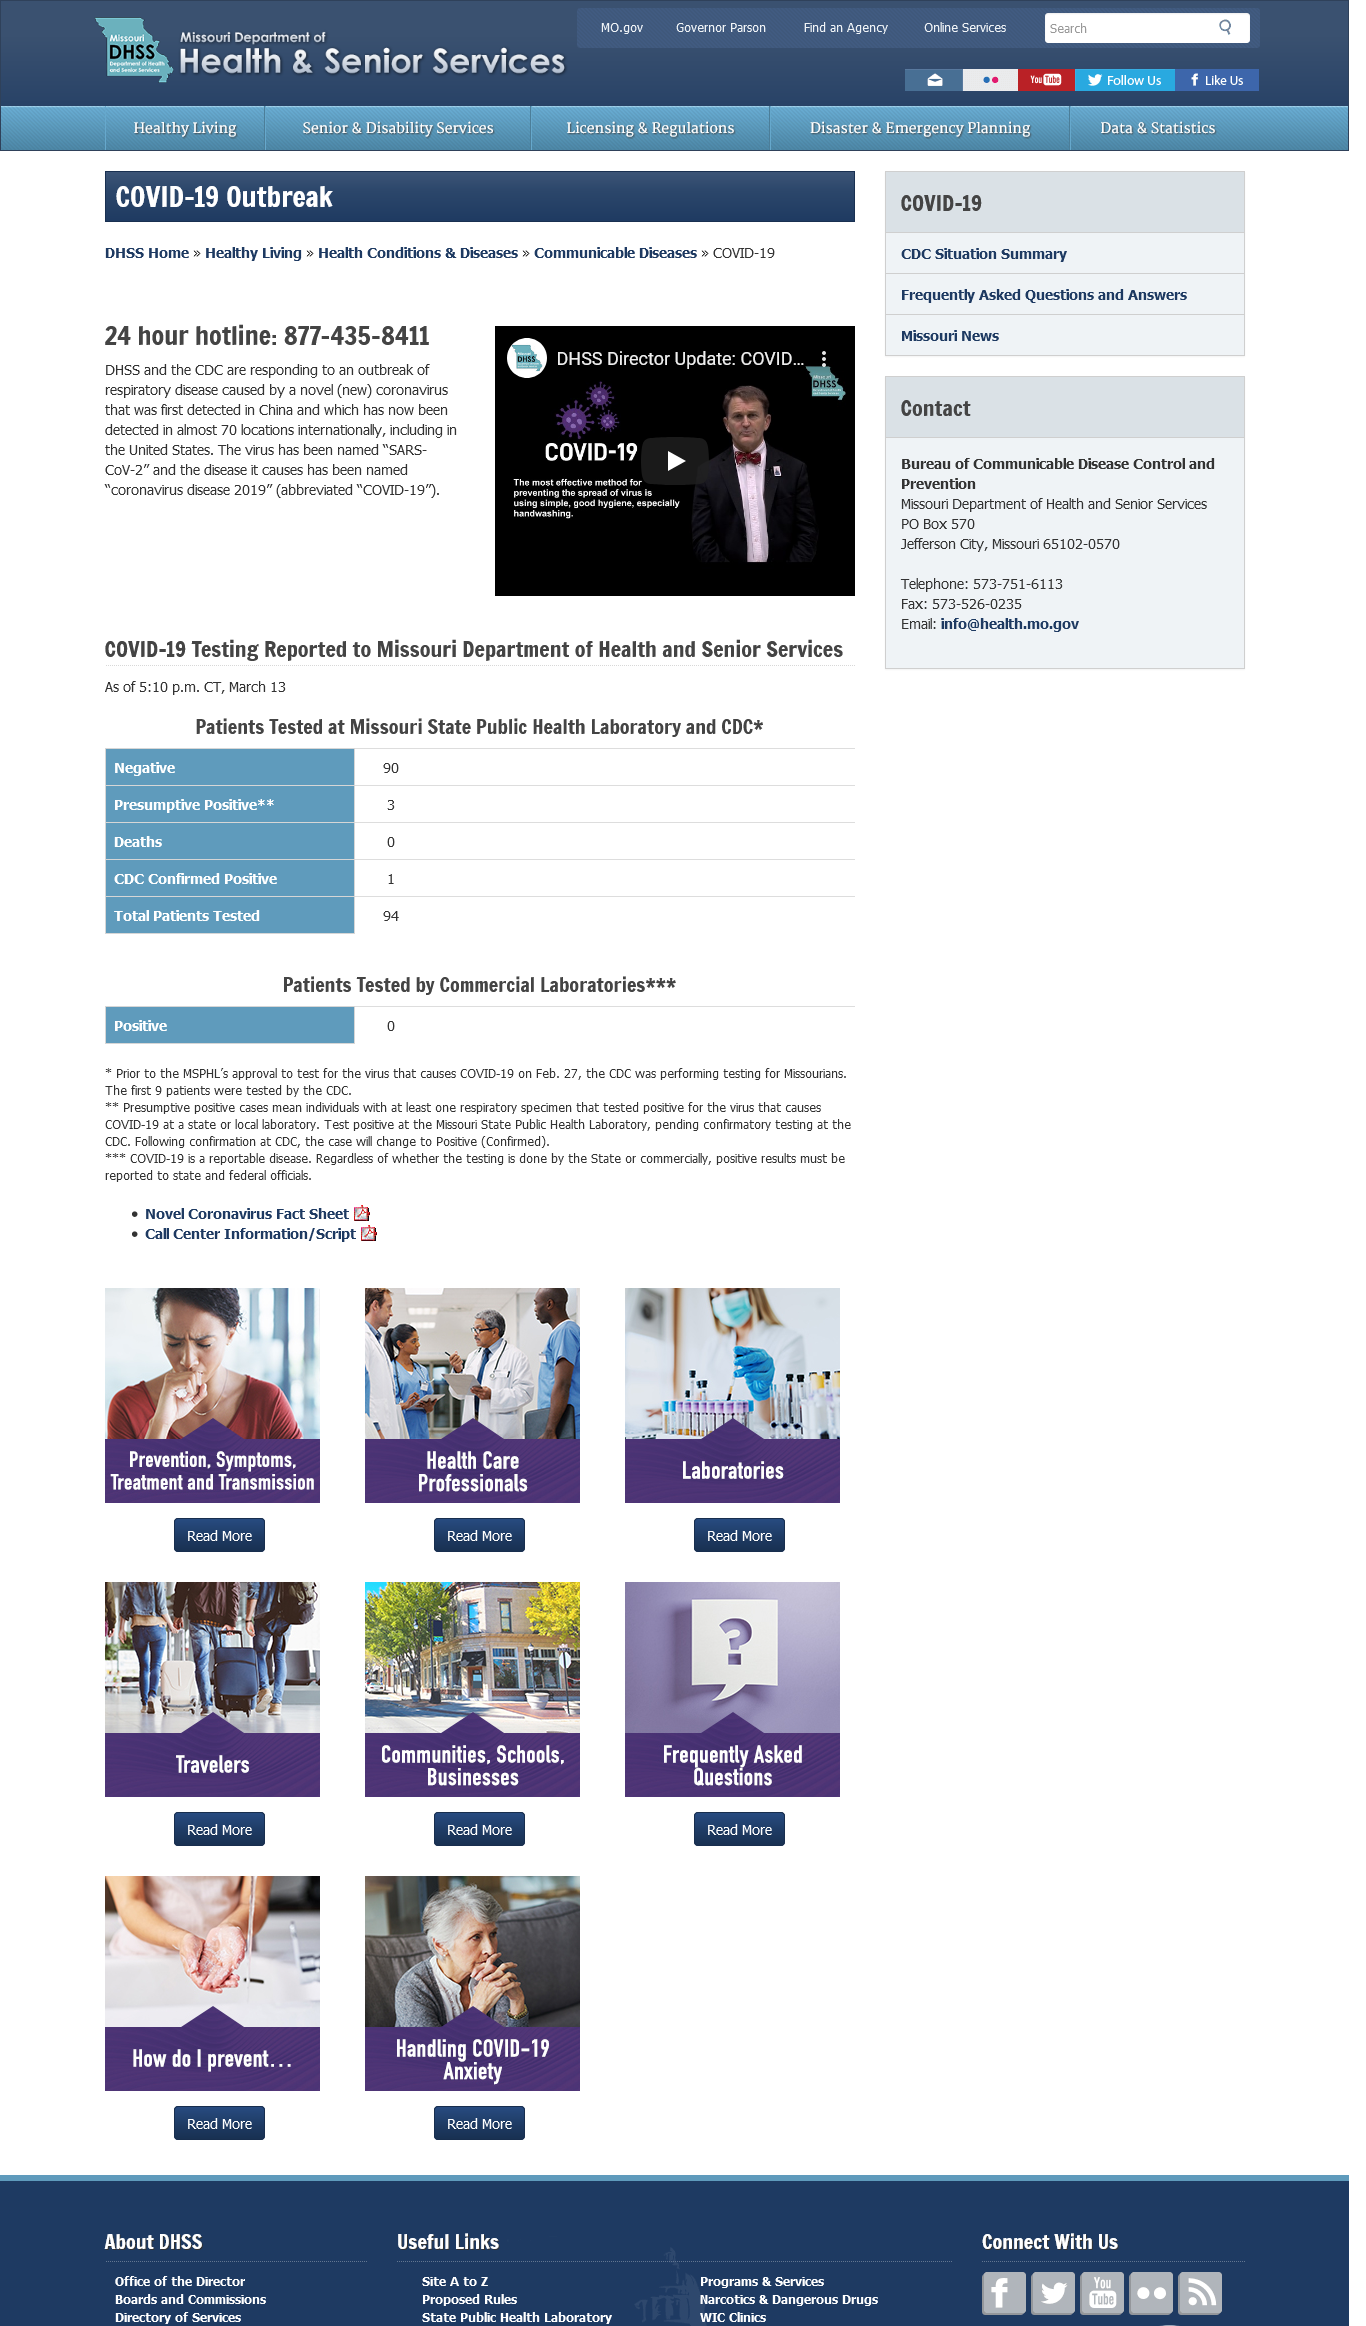 Missouri
DHSS
Department of Health
and Senior Services
Missouri Department of
Health & Senior Services
MO.gov
Governor Parson
Find an Agency
Online Services
Search
You Tube
Follow Us
Like Us
Healthy Living
Senior & Disability Services
Licensing & Regulations
Disaster & Emergency Planning
Data & Statistics
COVID-19 Outbreak
DHSS Home » Healthy Living » Health Conditions & Diseases » Communicable Diseases » COVID-19
24 hour hotline: 877-435-8411
DHSS and the CDC are responding to an outbreak of
respiratory disease caused by a novel (new) coronavirus
that was first detected in China and which has now been
detected in almost 70 locations internationally, including in
the United States. The virus has been named “SARS-
CoV-2” and the disease it causes has been named
“coronavirus disease 2019” (abbreviated “COVID-19”).
DHSS
DHSS Director Update: COVID...
DHSS
COVID-19
The most effective method for
preventing the spread of virus is
using simple, good hygiene, especially
handwashing.
COVID-19
CDC Situation Summary
Frequently Asked Questions and Answers
Missouri News
Contact
Bureau of Communicable Disease Control and
Prevention
Missouri Department of Health and Senior Services
PO Box 570
Jefferson City, Missouri 65102-0570
Telephone: 573-751-6113
Fax: 573-526-0235
Email: info@health.mo.gov
COVID-19 Testing Reported to Missouri Department of Health and Senior Services
As of 5:10 p.m. CT, March 13
Patients Tested at Missouri State Public Health Laboratory and CDC*
Negative 90
Presumptive Positive** 3
Deaths 0
CDC Confirmed Positive 1
Total Patients Tested 94
Patients Tested by Commercial Laboratories***
Positive 0
* Prior to the MSPHL’s approval to test for the virus that causes COVID-19 on Feb. 27, the CDC was performing testing for Missourians.
The first 9 patients were tested by the CDC.
** Presumptive positive cases mean individuals with at least one respiratory specimen that tested positive for the virus that causes
COVID-19 at a state or local laboratory. Test positive at the Missouri State Public Health Laboratory, pending confirmatory testing at the
CDC. Following confirmation at CDC, the case will change to Positive (Confirmed).
*** COVID-19 is a reportable disease. Regardless of whether the testing is done by the State or commercially, positive results must be
reported to state and federal officials.
• Novel Coronavirus Fact Sheet
• Call Center Information/Script
Prevention, Symptoms,
Treatment and Transmission
Read More
Health Care
Professionals
Read More
Laboratories
Read More
Travelers
Read More
Communities, Schools,
Businesses
Read More
?
Frequently Asked
Questions
Read More
How do I prevent...
Read More
Handling COVID-19
Anxiety
Read More
About DHSS
Office of the Director
Boards and Commissions
Directory of Services
Useful Links
Site A to Z
Proposed Rules
State Public Health Laboratory
Programs & Services
Narcotics & Dangerous Drugs
WIC Clinics
Connect With Us
You
Tube